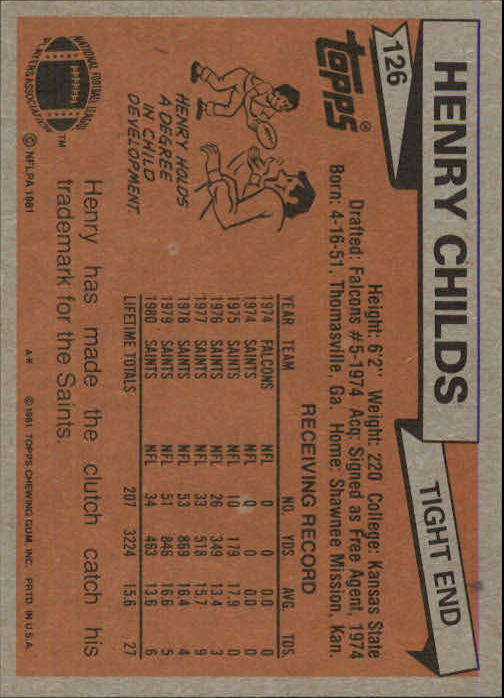 HENRY CHILDS
TIGHT END
126
topps®
Height: 6'2" Weight: 220 College: Kansas State
Drafted: Falcons #5-1974 Acq: Signed as Free Agent, 1974
Born: 4-16-51, Thomasville, Ga. Home: Shawnee Mission, Kan.
HENRY HOLDS
A DEGREE
IN CHILD
DEVELOPMENT.
RECEIVING RECORD
YEAR TEAM NO. YDS. AVG. TDS.
1974 FALCONS NFL 0 0 0.0 0
1974 SAINTS NFL 0 0 0.0 0
1975 SAINTS NFL 10 179 17.9 0
1976 SAINTS NFL 26 349 13.4 3
1977 SAINTS NFL 33 518 15.7 9
1978 SAINTS NFL 53 869 16.4 4
1979 SAINTS NFL 51 846 16.6 5
1980 SAINTS NFL 34 463 13.6 6
LIFETIME TOTALS 207 3224 15.6 27
NATIONAL FOOTBALL LEAGUE
PLAYERS ASSOCIATION
TM
© NFLPA 1981
Henry has made the clutch catch his
trademark for the Saints.
A* © 1981 TOPPS CHEWING GUM, INC. PRTD. IN U.S.A.